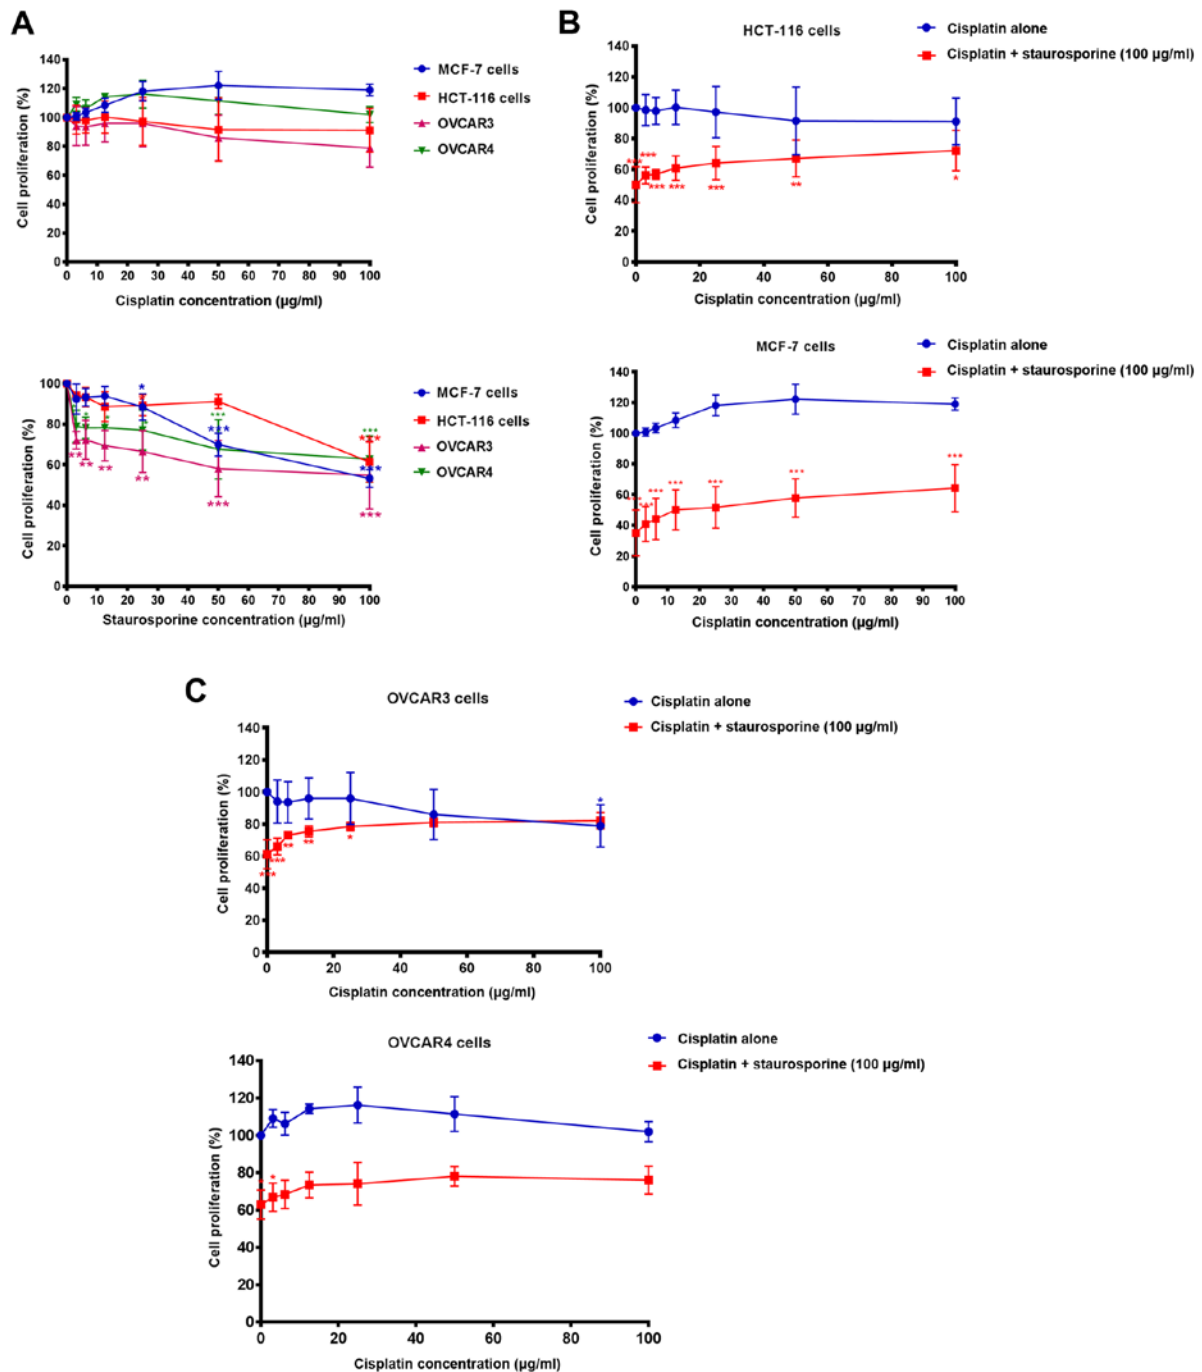 A
140
120
100
80
60
40
20
0
Cell proliferation (%)
0 10 20 30 40 50 60 70 80 90 100
Cisplatin concentration (µg/ml)
MCF-7 cells
HCT-116 cells
OVCAR3
OVCAR4
100
80
60
40
20
0
Cell proliferation (%)
0 10 20 30 40 50 60 70 80 90 100
Staurosporine concentration (µg/ml)
MCF-7 cells
HCT-116 cells
OVCAR3
OVCAR4
B
HCT-116 cells
Cisplatin alone
Cisplatin + staurosporine (100 µg/ml)
140
120
100
80
60
40
20
0
Cell proliferation (%)
0 20 40 60 80 100
Cisplatin concentration (µg/ml)
MCF-7 cells
Cisplatin alone
Cisplatin + staurosporine (100 µg/ml)
140
120
100
80
60
40
20
0
Cell proliferation (%)
0 10 20 30 40 50 60 70 80 90 100
Cisplatin concentration (µg/ml)
C
OVCAR3 cells
Cisplatin alone
Cisplatin + staurosporine (100 µg/ml)
140
120
100
80
60
40
20
0
Cell proliferation (%)
0 20 40 60 80 100
Cisplatin concentration (µg/ml)
OVCAR4 cells
Cisplatin alone
Cisplatin + staurosporine (100 µg/ml)
140
120
100
80
60
40
20
0
Cell proliferation (%)
0 20 40 60 80 100
Cisplatin concentration (µg/ml)